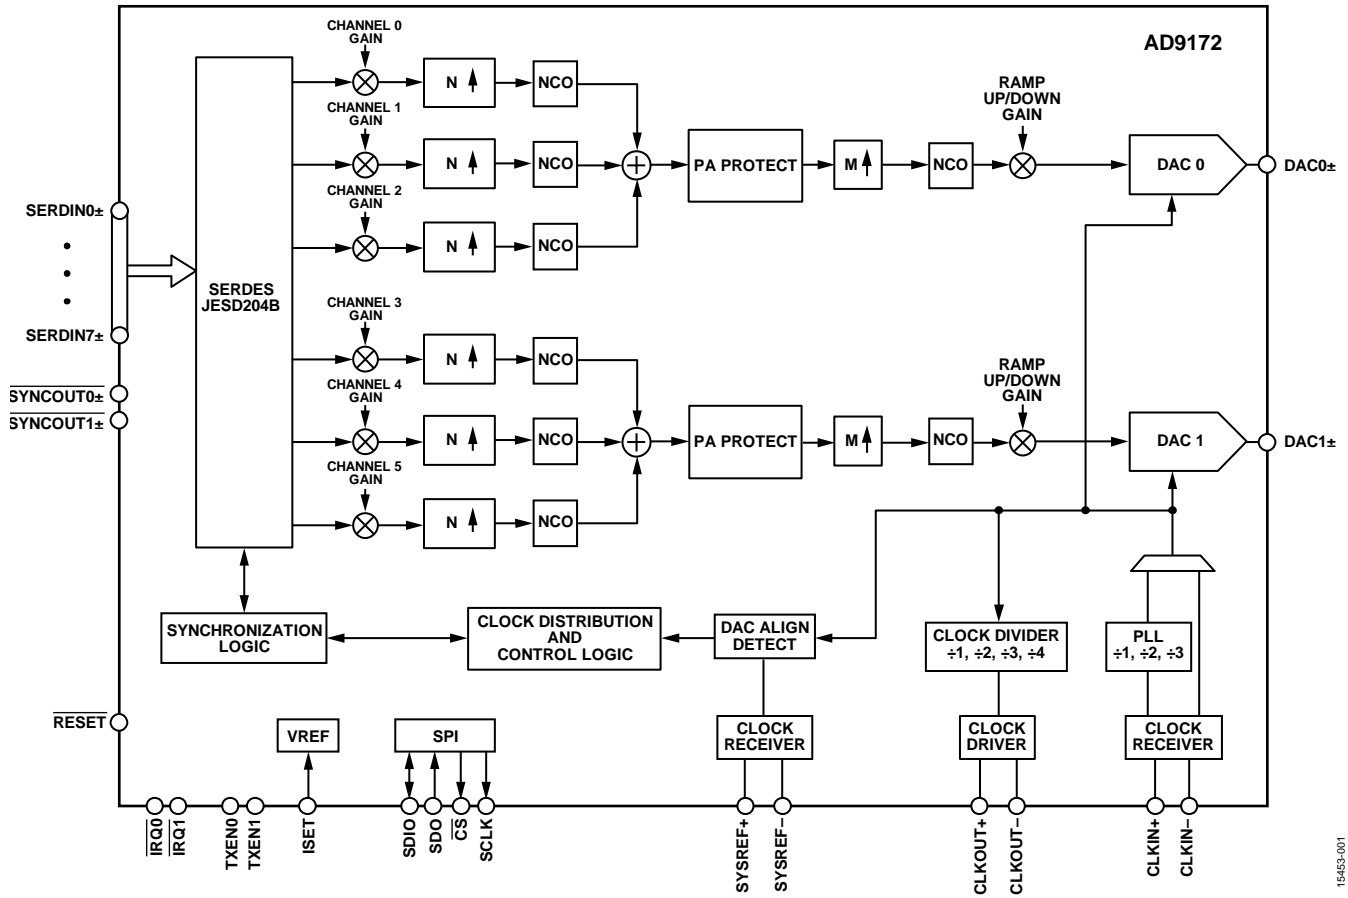 AD9172
CHANNEL 0
GAIN
N
NCO
CHANNEL 1
GAIN
N
NCO
CHANNEL 2
GAIN
N
NCO
PA PROTECT
M
NCO
RAMP
UP/DOWN
GAIN
DAC 0
DAC0±
SERDIN0±
SERDIN7±
SYNCOUT0±
SYNCOUT1±
SERDES
JESD204B
CHANNEL 3
GAIN
N
NCO
CHANNEL 4
GAIN
N
NCO
CHANNEL 5
GAIN
N
NCO
PA PROTECT
M
NCO
RAMP
UP/DOWN
GAIN
DAC 1
DAC1±
SYNCHRONIZATION
LOGIC
CLOCK DISTRIBUTION
AND
CONTROL LOGIC
DAC ALIGN
DETECT
CLOCK DIVIDER
÷1, ÷2, ÷3, ÷4
PLL
÷1, ÷2, ÷3
RESET
VREF
SPI
CLOCK
RECEIVER
CLOCK
DRIVER
CLOCK
RECEIVER
IRQ0
IRQ1
TXEN0
TXEN1
ISET
SDIO
SDO
CS
SCLK
SYSREF+
SYSREF–
CLKOUT+
CLKOUT–
CLKIN+
CLKIN–
15453-001